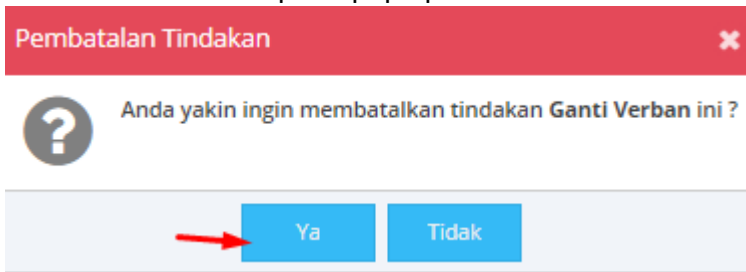 Pembatalan Tindakan
Anda yakin ingin membatalkan tindakan Ganti Verban ini ?
Ya
Tidak